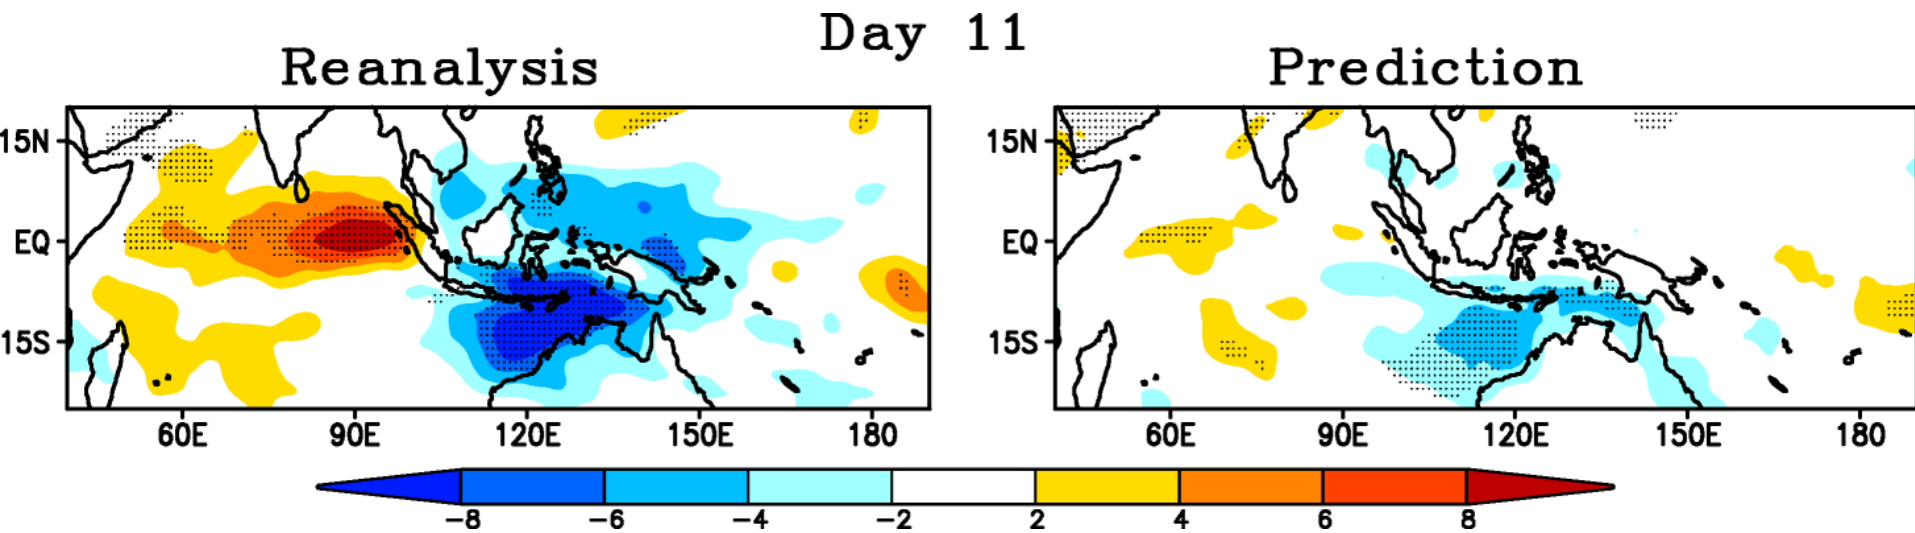 Day 11
Reanalysis Prediction
15N 15N
EQ EQ
15S 15S
60E 90E 120E 150E 180 60E 90E 120E 150E 180
−8 −6 −4 −2 2 4 6 8